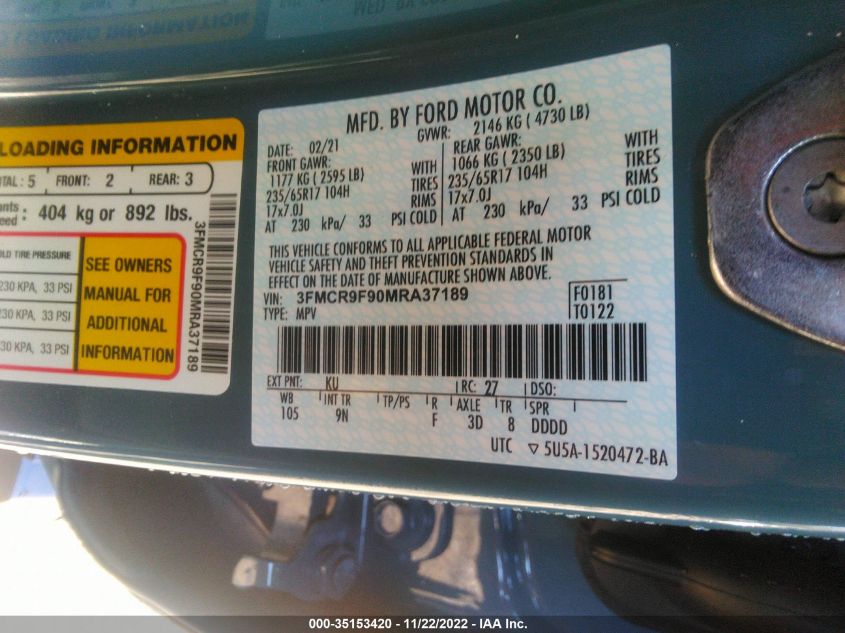 LOADING INFORMATION
TOTAL: 5 FRONT: 2 REAR: 3
404 kg or 892 lbs.
TIRE PRESSURE
230 KPA, 33 PSI
230 KPA, 33 PSI
230 KPA, 33 PSI
SEE OWNERS
MANUAL FOR
ADDITIONAL
INFORMATION
3FMCR9F90MRA37189
MFD. BY FORD MOTOR CO.
DATE: 02/21 GVWR: 2146 KG ( 4730 LB)
FRONT GAWR: REAR GAWR:
1177 KG ( 2595 LB) WITH 1066 KG ( 2350 LB) WITH
235/65R17 104H TIRES 235/65R17 104H TIRES
17x7.0J RIMS 17x7.0J RIMS
AT 230 kPa/ 33 PSI COLD AT 230 kPa/ 33 PSI COLD
THIS VEHICLE CONFORMS TO ALL APPLICABLE FEDERAL MOTOR
VEHICLE SAFETY AND THEFT PREVENTION STANDARDS IN
EFFECT ON THE DATE OF MANUFACTURE SHOWN ABOVE.
VIN: 3FMCR9F90MRA37189 F0181
TYPE: MPV T0122
EXT PNT: KU RC: 27 DSO:
WB INT TR TP/PS R AXLE TR SPR
105 9N F 3D 8 DDDD
UTC ▽ 5U5A-1520472-BA
000-35153420 - 11/22/2022 - IAA Inc.